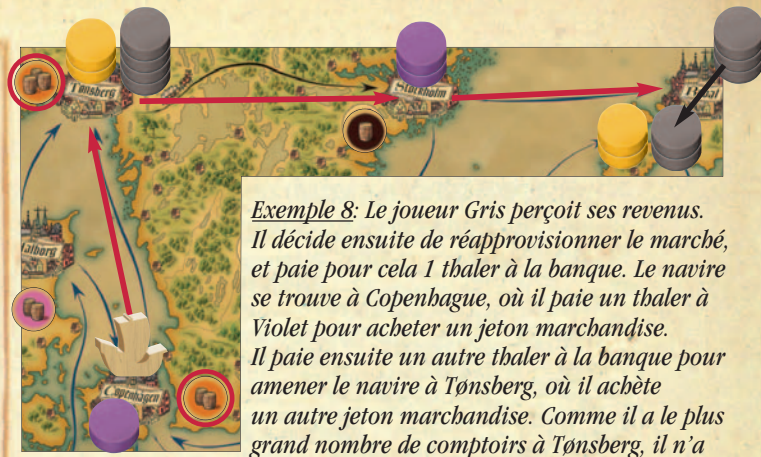 Tønsberg
Stockholm
Reval
Aalborg
Copenhagen
Exemple 8: Le joueur Gris perçoit ses revenus.
Il décide ensuite de réapprovisionner le marché,
et paie pour cela 1 thaler à la banque. Le navire
se trouve à Copenhague, où il paie un thaler à
Violet pour acheter un jeton marchandise.
Il paie ensuite un autre thaler à la banque pour
amener le navire à Tønsberg, où il achète
un autre jeton marchandise. Comme il a le plus
grand nombre de comptoirs à Tønsberg, il n'a